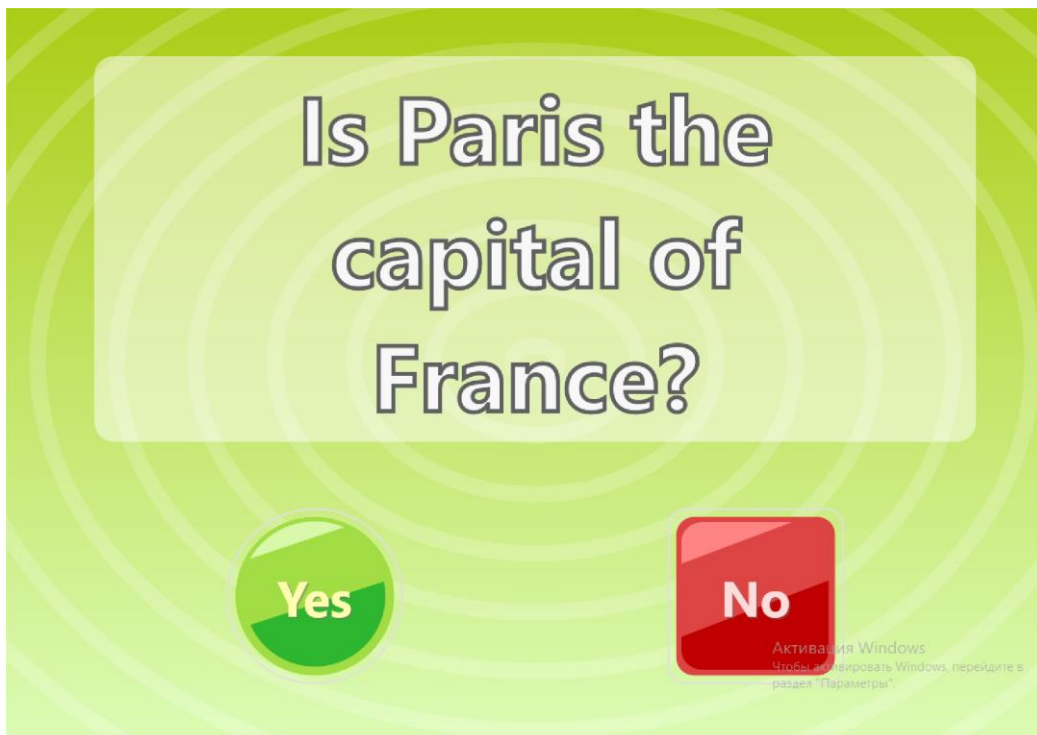 Is Paris the
capital of
France?
Yes
No
Активация Windows
Чтобы активировать Windows, перейдите в
раздел "Параметры".